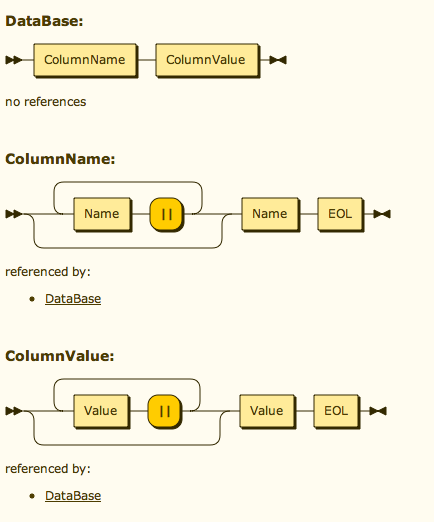 DataBase:
ColumnName ColumnValue
no references
ColumnName:
Name || Name EOL
referenced by:
DataBase
ColumnValue:
Value || Value EOL
referenced by:
DataBase